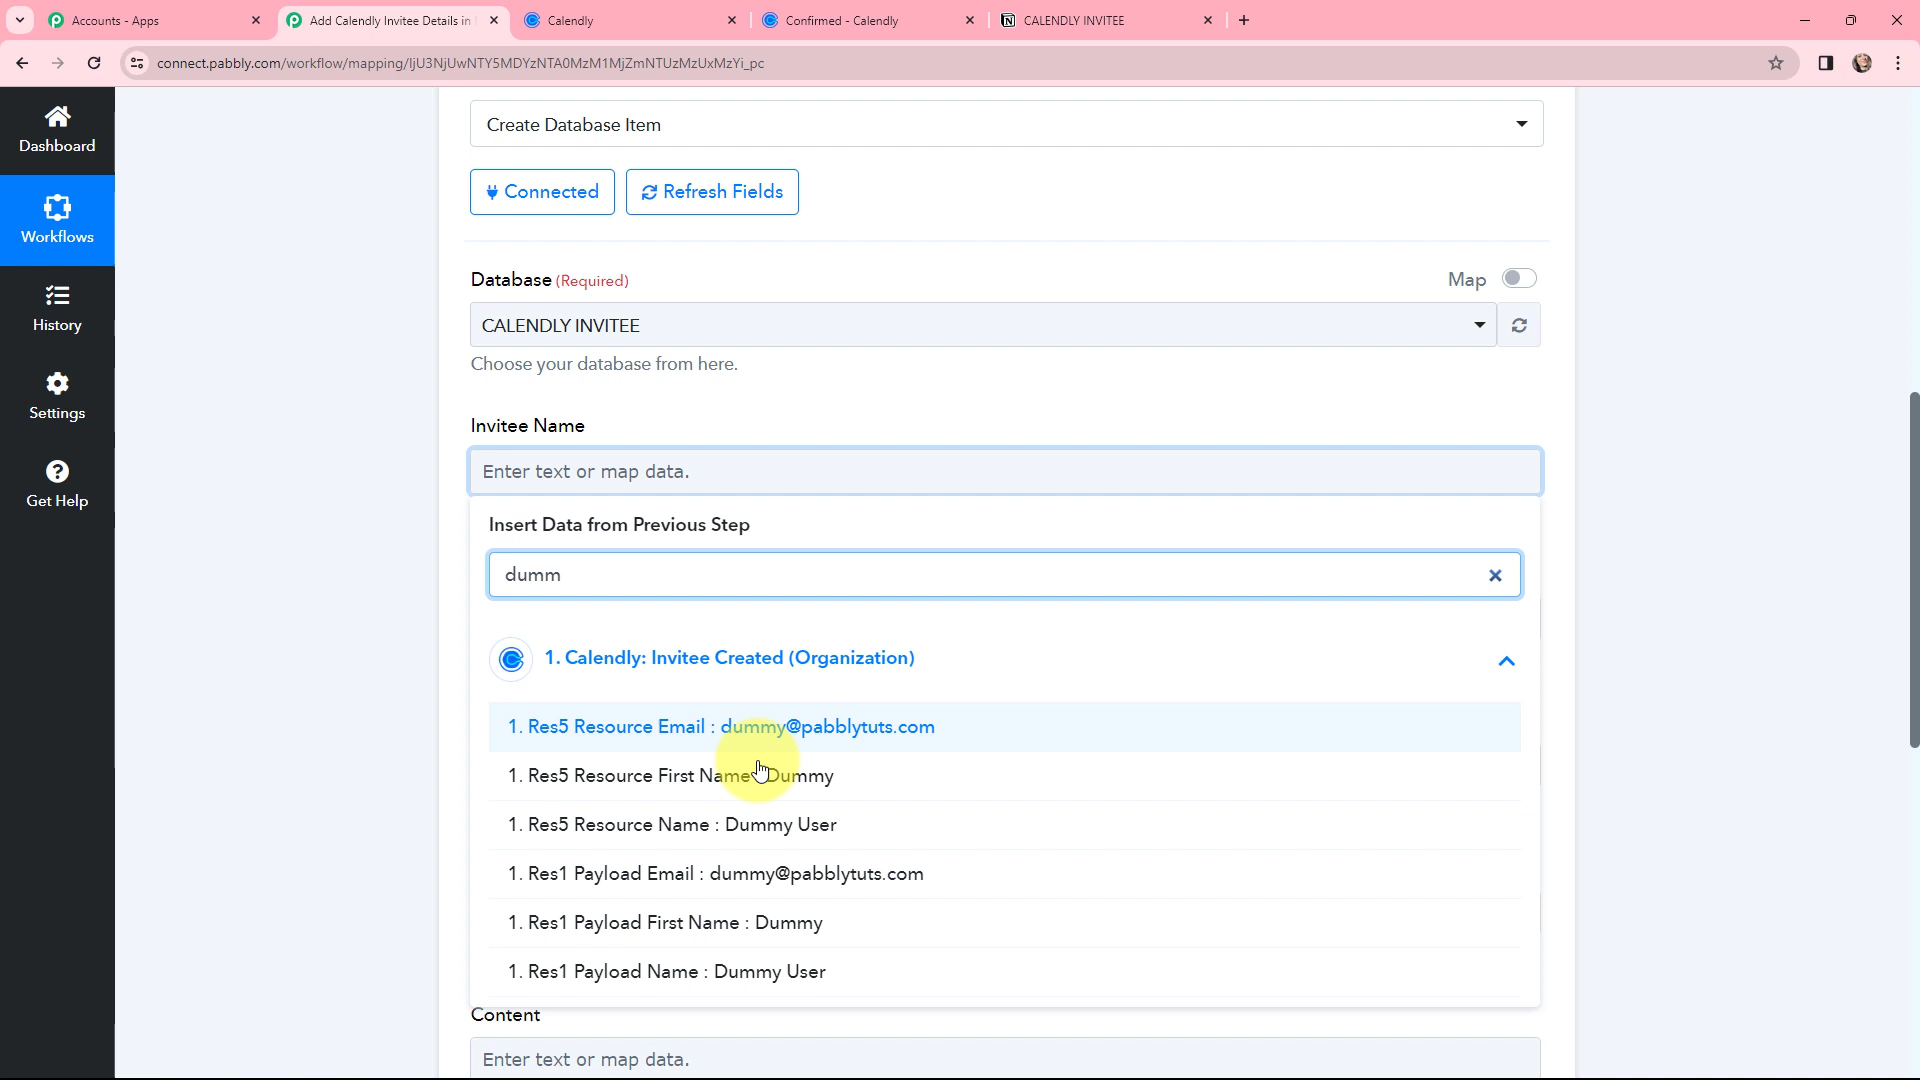 Accounts - Apps
Add Calendly Invitee Details in
Calendly
Confirmed - Calendly
CALENDLY INVITEE
connect.pabbly.com/workflow/mapping/IjU3NjUwNTY5MDYzNTA0MzM1MjZmNTUzMzUxMzYi_pc
Dashboard
Workflows
History
Settings
Get Help
Create Database Item
Connected
Refresh Fields
Database (Required)
Map
CALENDLY INVITEE
Choose your database from here.
Invitee Name
Enter text or map data.
Insert Data from Previous Step
dumm
1. Calendly: Invitee Created (Organization)
1. Res5 Resource Email : dummy@pabblytuts.com
1. Res5 Resource First Name : Dummy
1. Res5 Resource Name : Dummy User
1. Res1 Payload Email : dummy@pabblytuts.com
1. Res1 Payload First Name : Dummy
1. Res1 Payload Name : Dummy User
Content
Enter text or map data.